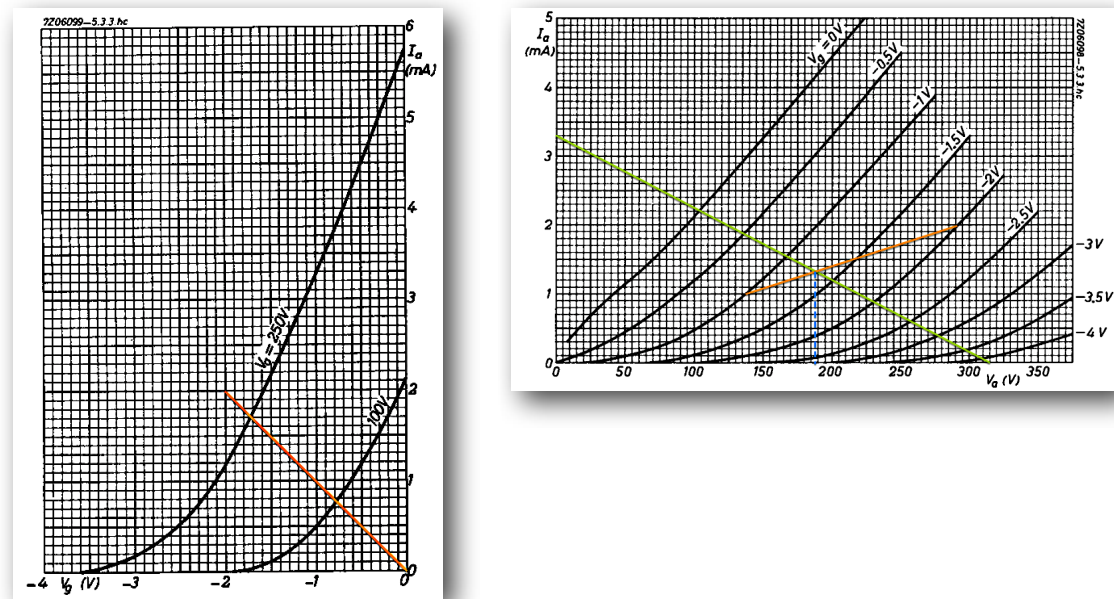 7Z06099-5.3.3.hc
6
Ia
(mA)
5
4
3
2
1
0
Va = 250V
100V
-4 Vg (V) -3 -2 -1 0
5
Ia
(mA)
4
3
2
1
0
Vg = 0V
-0,5V
-1V
-1,5V
-2V
-2,5V
-3V
-3,5V
-4V
0 50 100 150 200 250 300 350
Va (V)
7Z06098-5.3.3.hc